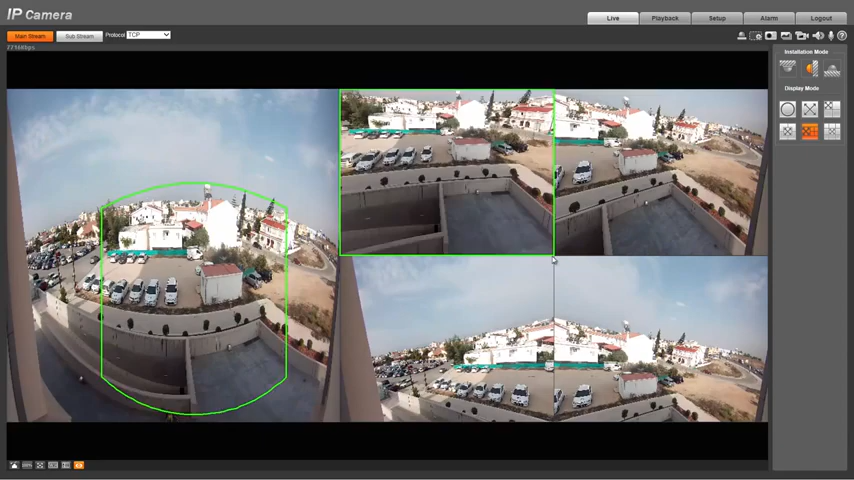 IP Camera
Live
Playback
Setup
Alarm
Logout
Main Stream
Sub Stream
Protocol
TCP
Installation Mode
Display Mode